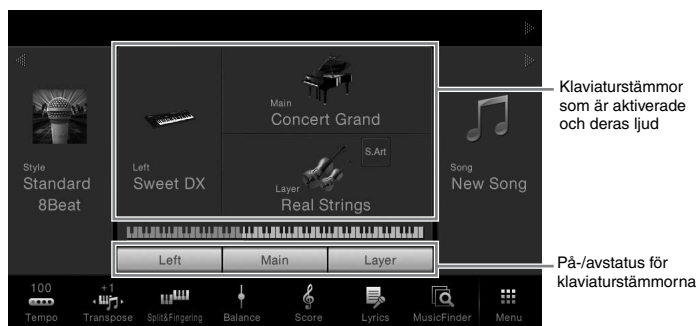 Main
Concert Grand
Style
Standard
8Beat
Left
Sweet DX
S.Art
Layer
Real Strings
Song
New Song
Left
Main
Layer
100
Tempo
+1
Transpose
Split&Fingering
Balance
Score
Lyrics
MusicFinder
Menu
Klaviaturstämmor
som är aktiverade
och deras ljud
På-/avstatus för
klaviaturstämmorna